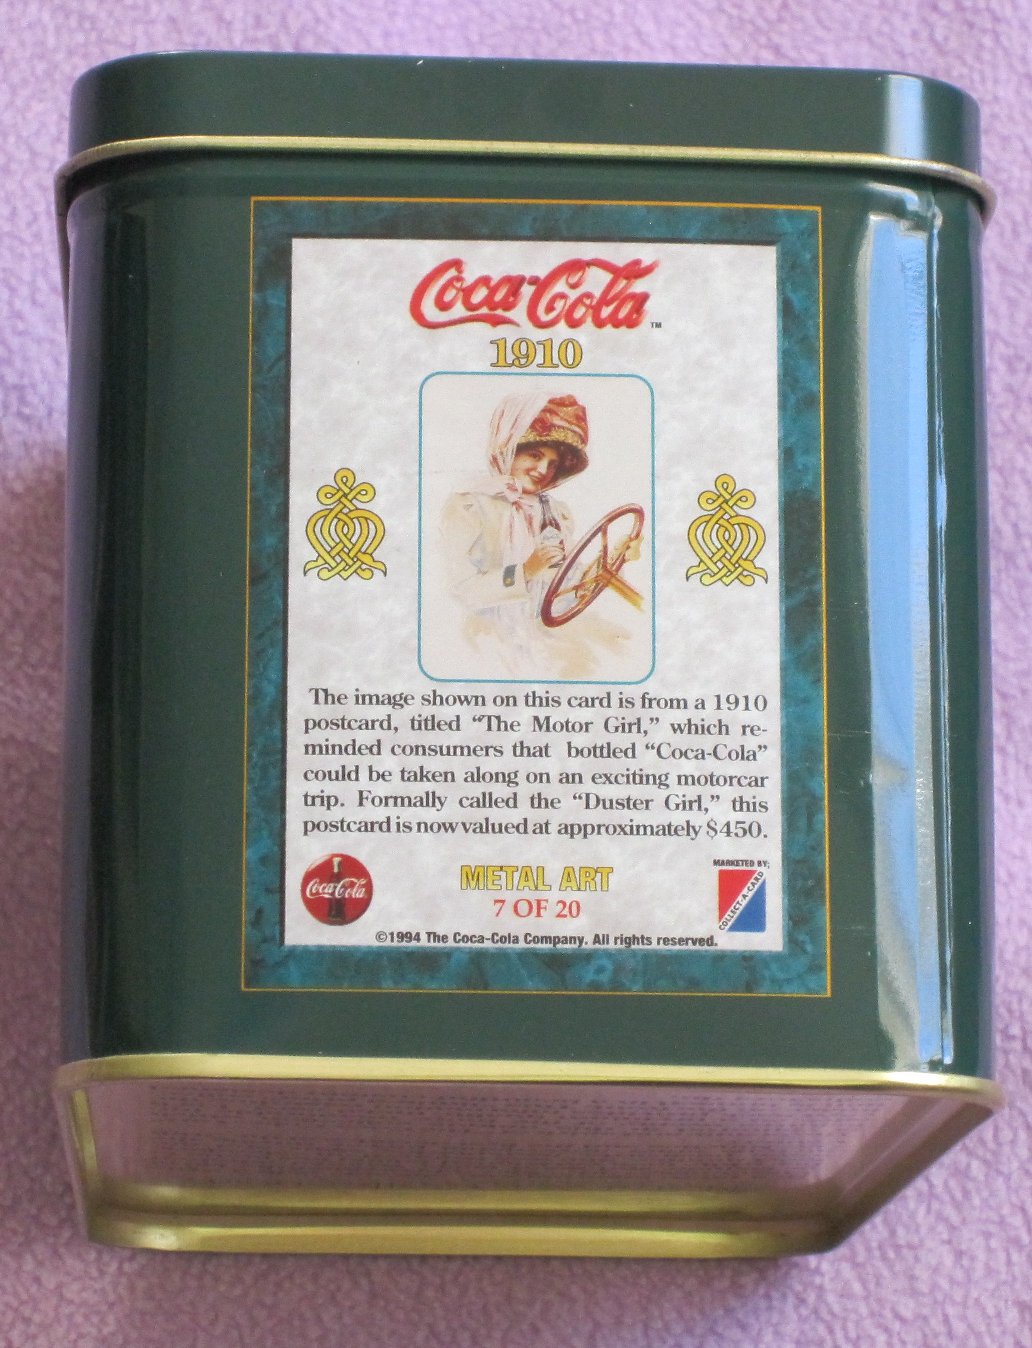 Coca-Cola™
1910
The image shown on this card is from a 1910
postcard, titled “The Motor Girl,” which re-
minded consumers that bottled “Coca-Cola”
could be taken along on an exciting motorcar
trip. Formally called the “Duster Girl,” this
postcard is now valued at approximately $450.
Coca-Cola
METAL ART
7 OF 20
MARKETED BY:
COLLECT-A-CARD
©1994 The Coca-Cola Company. All rights reserved.